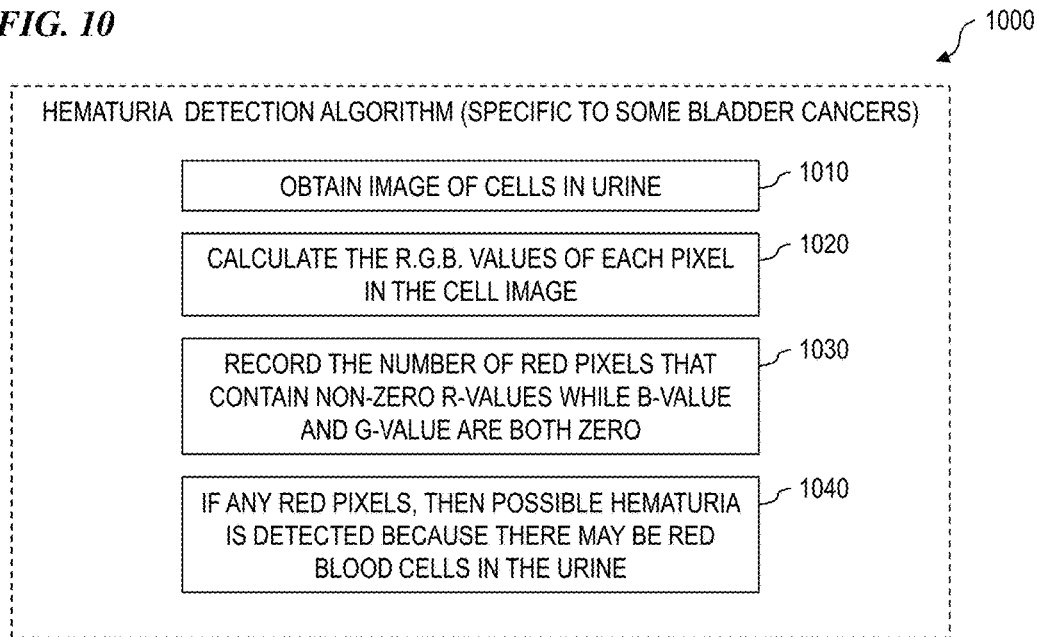 FIG. 10
1000
HEMATURIA DETECTION ALGORITHM (SPECIFIC TO SOME BLADDER CANCERS)
OBTAIN IMAGE OF CELLS IN URINE
1010
CALCULATE THE R.G.B. VALUES OF EACH PIXEL
IN THE CELL IMAGE
1020
RECORD THE NUMBER OF RED PIXELS THAT
CONTAIN NON-ZERO R-VALUES WHILE B-VALUE
AND G-VALUE ARE BOTH ZERO
1030
IF ANY RED PIXELS, THEN POSSIBLE HEMATURIA
IS DETECTED BECAUSE THERE MAY BE RED
BLOOD CELLS IN THE URINE
1040